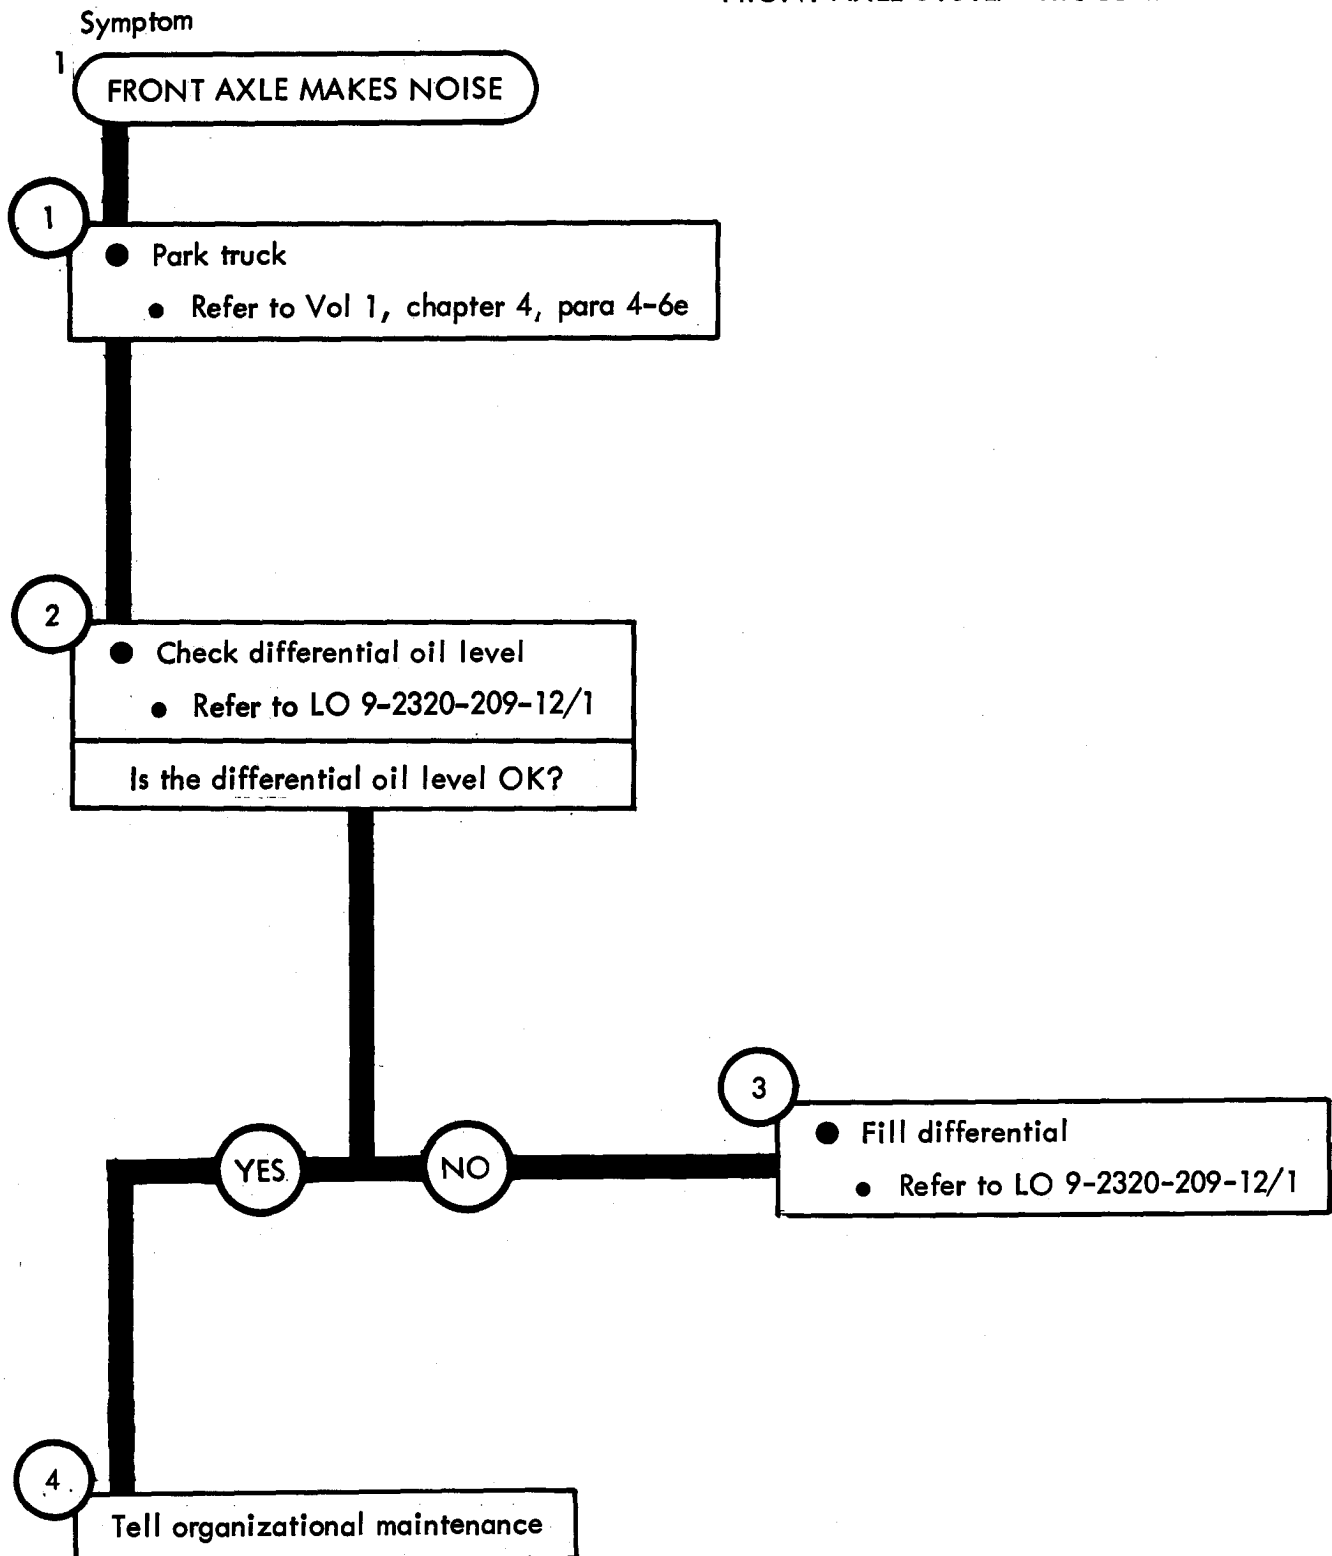 Symptom
1
FRONT AXLE MAKES NOISE
1
● Park truck
● Refer to Vol 1, chapter 4, para 4-6e
2
● Check differential oil level
● Refer to LO 9-2320-209-12/1
Is the differential oil level OK?
YES
NO
3
● Fill differential
● Refer to LO 9-2320-209-12/1
4
Tell organizational maintenance